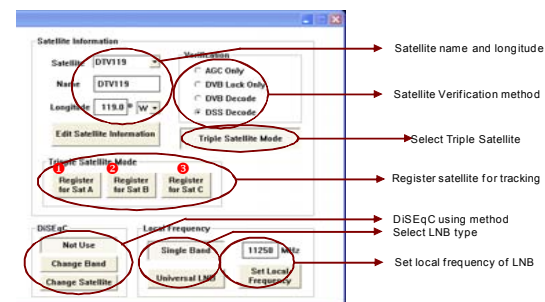 Satellite Information
Satellite DTV119
Name DTV119
Longitude 119.0 ° W
Edit Satellite Information
Verification
AGC Only
DVB Lock Only
DVB Decode
DSS Decode
Triple Satellite Mode
Tripple Satellite Mode
1 2 3
Register for Sat A
Register for Sat B
Register for Sat C
DiSEqC
Not Use
Change Band
Change Satellite
Local Frequency
Single Band
Universal LNB
11250 MHz
Set Local Frequency
Satellite name and longitude
Satellite Verification method
Select Triple Satellite
Register satellite for tracking
DiSEqC using method
Select LNB type
Set local frequency of LNB